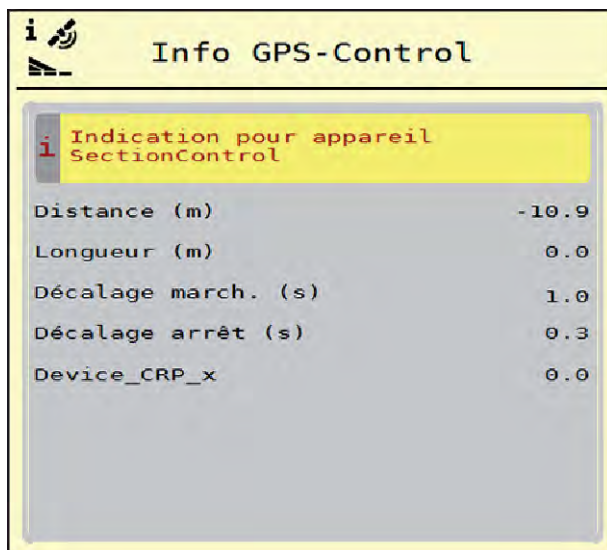 i
Info GPS-Control
i
Indication pour appareil
SectionControl
Distance (m) -10.9
Longueur (m) 0.0
Décalage march. (s) 1.0
Décalage arrêt (s) 0.3
Device_CRP_x 0.0